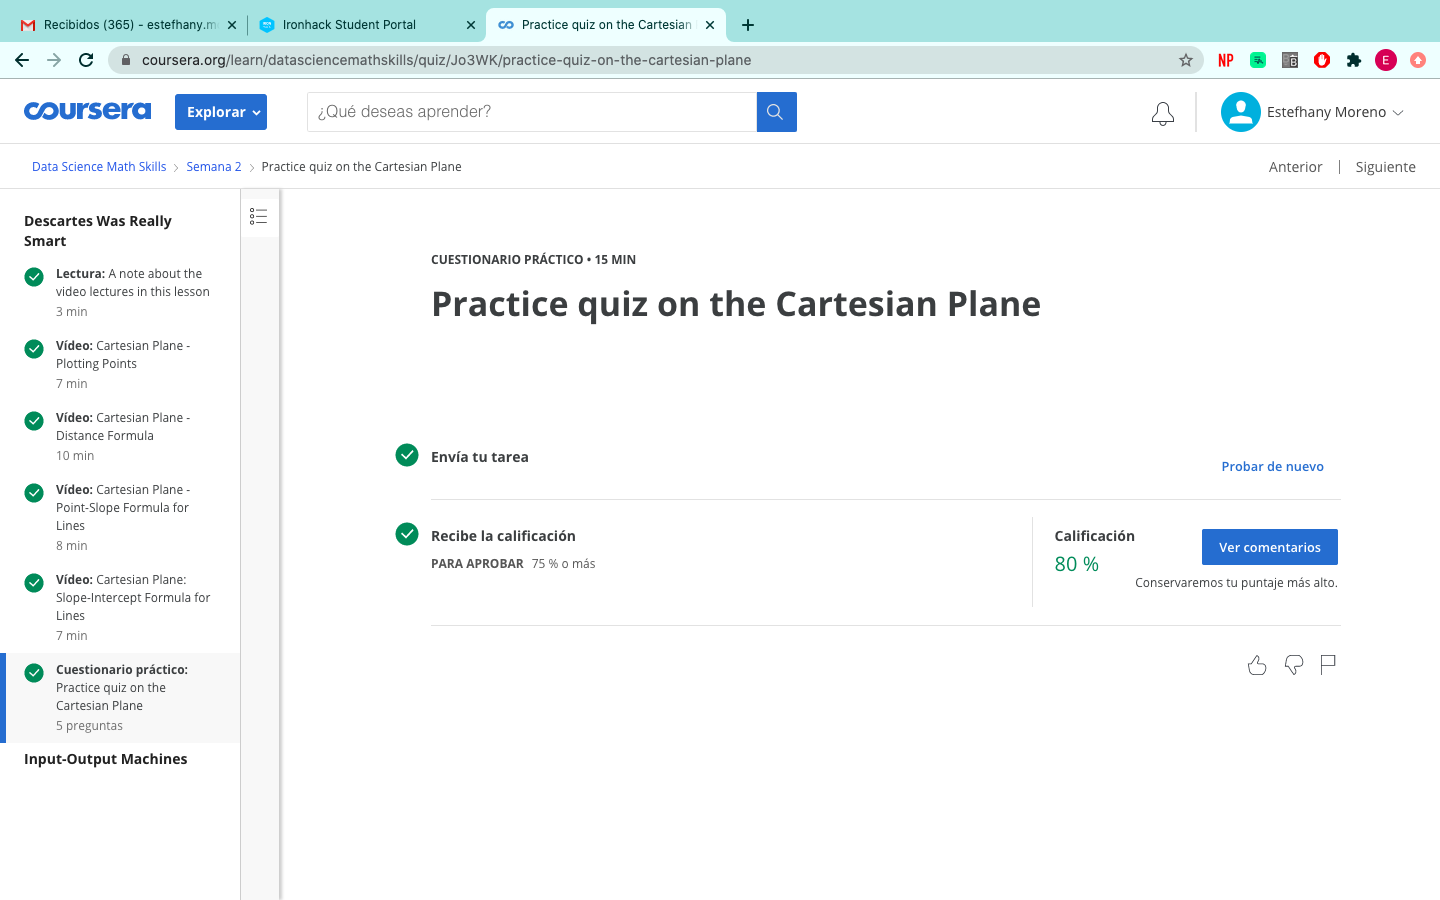 Recibidos (365) - estefhany.m
Ironhack Student Portal
Practice quiz on the Cartesian
coursera.org/learn/datasciencemathskills/quiz/Jo3WK/practice-quiz-on-the-cartesian-plane
NP
E
coursera
Explorar
¿Qué deseas aprender?
Estefhany Moreno
Data Science Math Skills
Semana 2
Practice quiz on the Cartesian Plane
Anterior
Siguiente
Descartes Was Really
Smart
Lectura: A note about the
video lectures in this lesson
3 min
Vídeo: Cartesian Plane -
Plotting Points
7 min
Vídeo: Cartesian Plane -
Distance Formula
10 min
Vídeo: Cartesian Plane -
Point-Slope Formula for
Lines
8 min
Vídeo: Cartesian Plane:
Slope-Intercept Formula for
Lines
7 min
Cuestionario práctico:
Practice quiz on the
Cartesian Plane
5 preguntas
Input-Output Machines
CUESTIONARIO PRÁCTICO • 15 MIN
Practice quiz on the Cartesian Plane
Envía tu tarea
Probar de nuevo
Recibe la calificación
PARA APROBAR 75 % o más
Calificación
80 %
Ver comentarios
Conservaremos tu puntaje más alto.